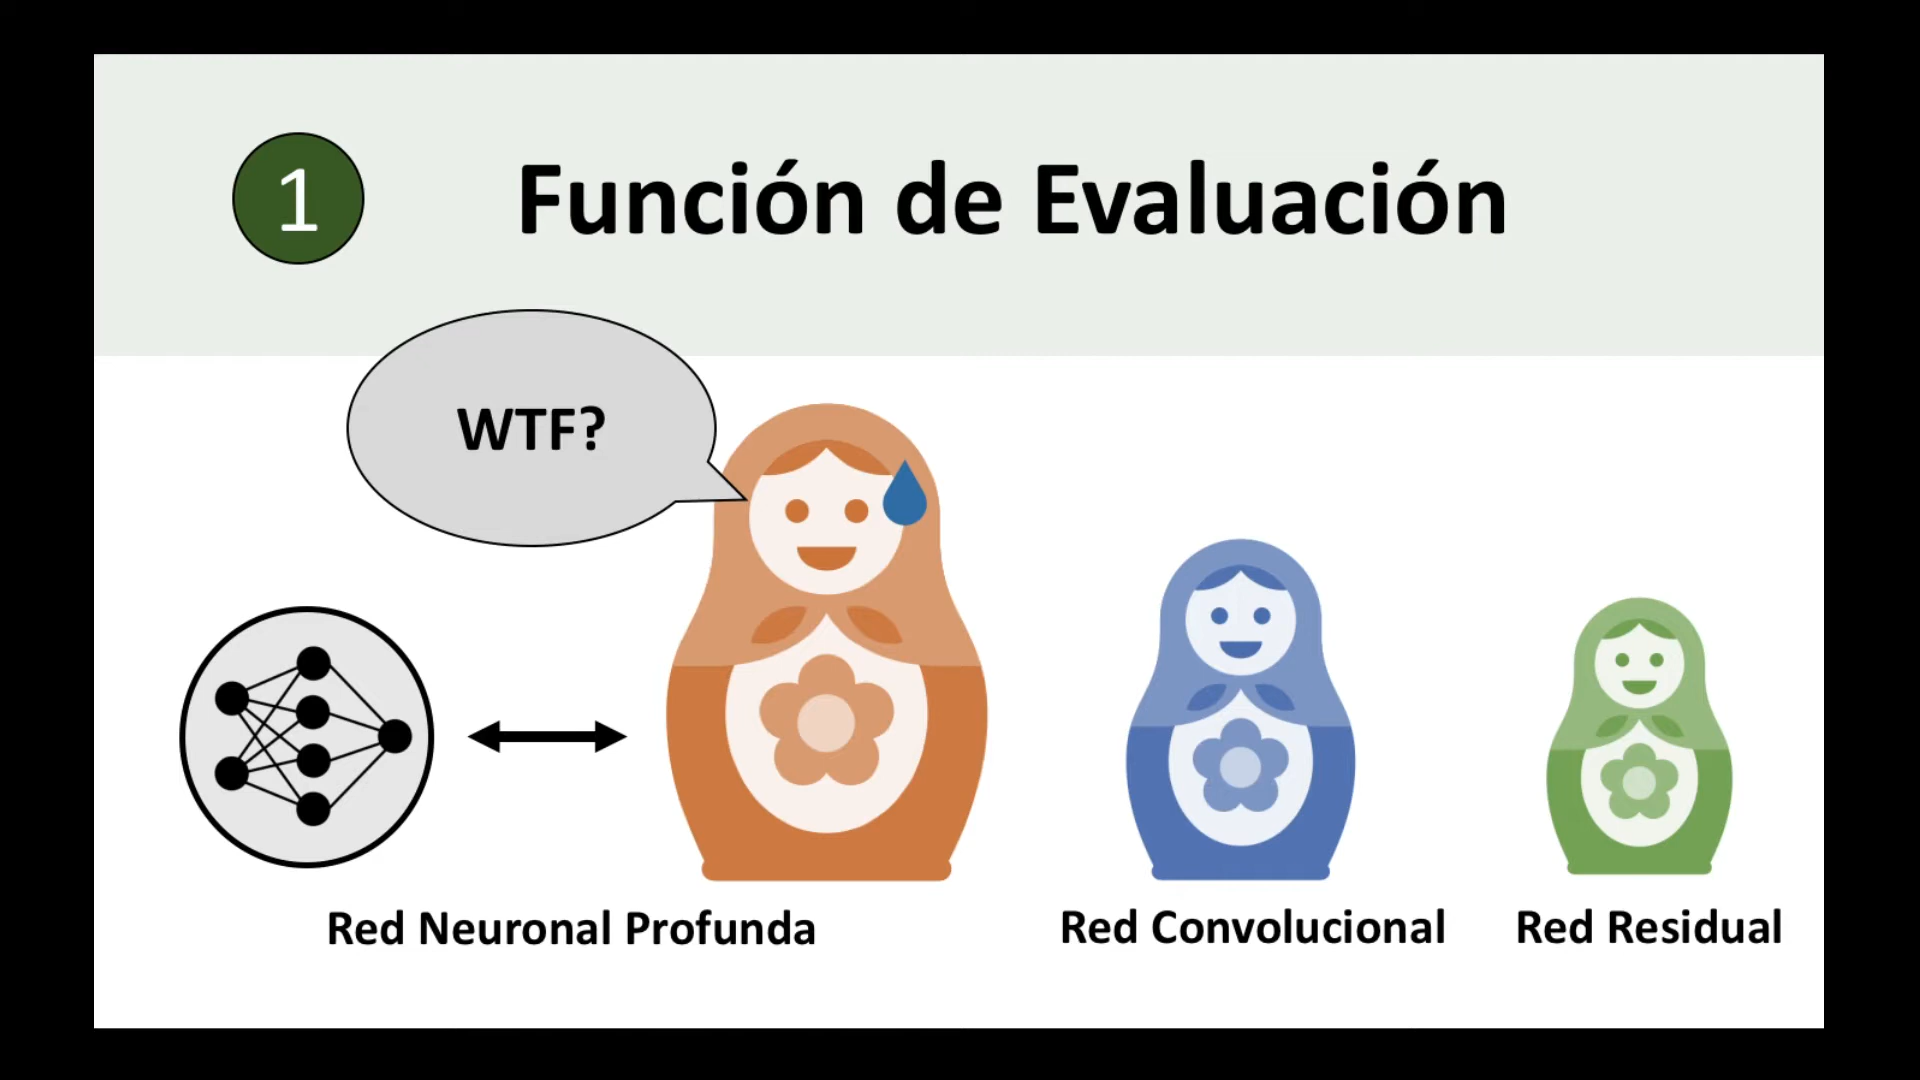 1
Función de Evaluación
WTF?
Red Neuronal Profunda
Red Convolucional
Red Residual